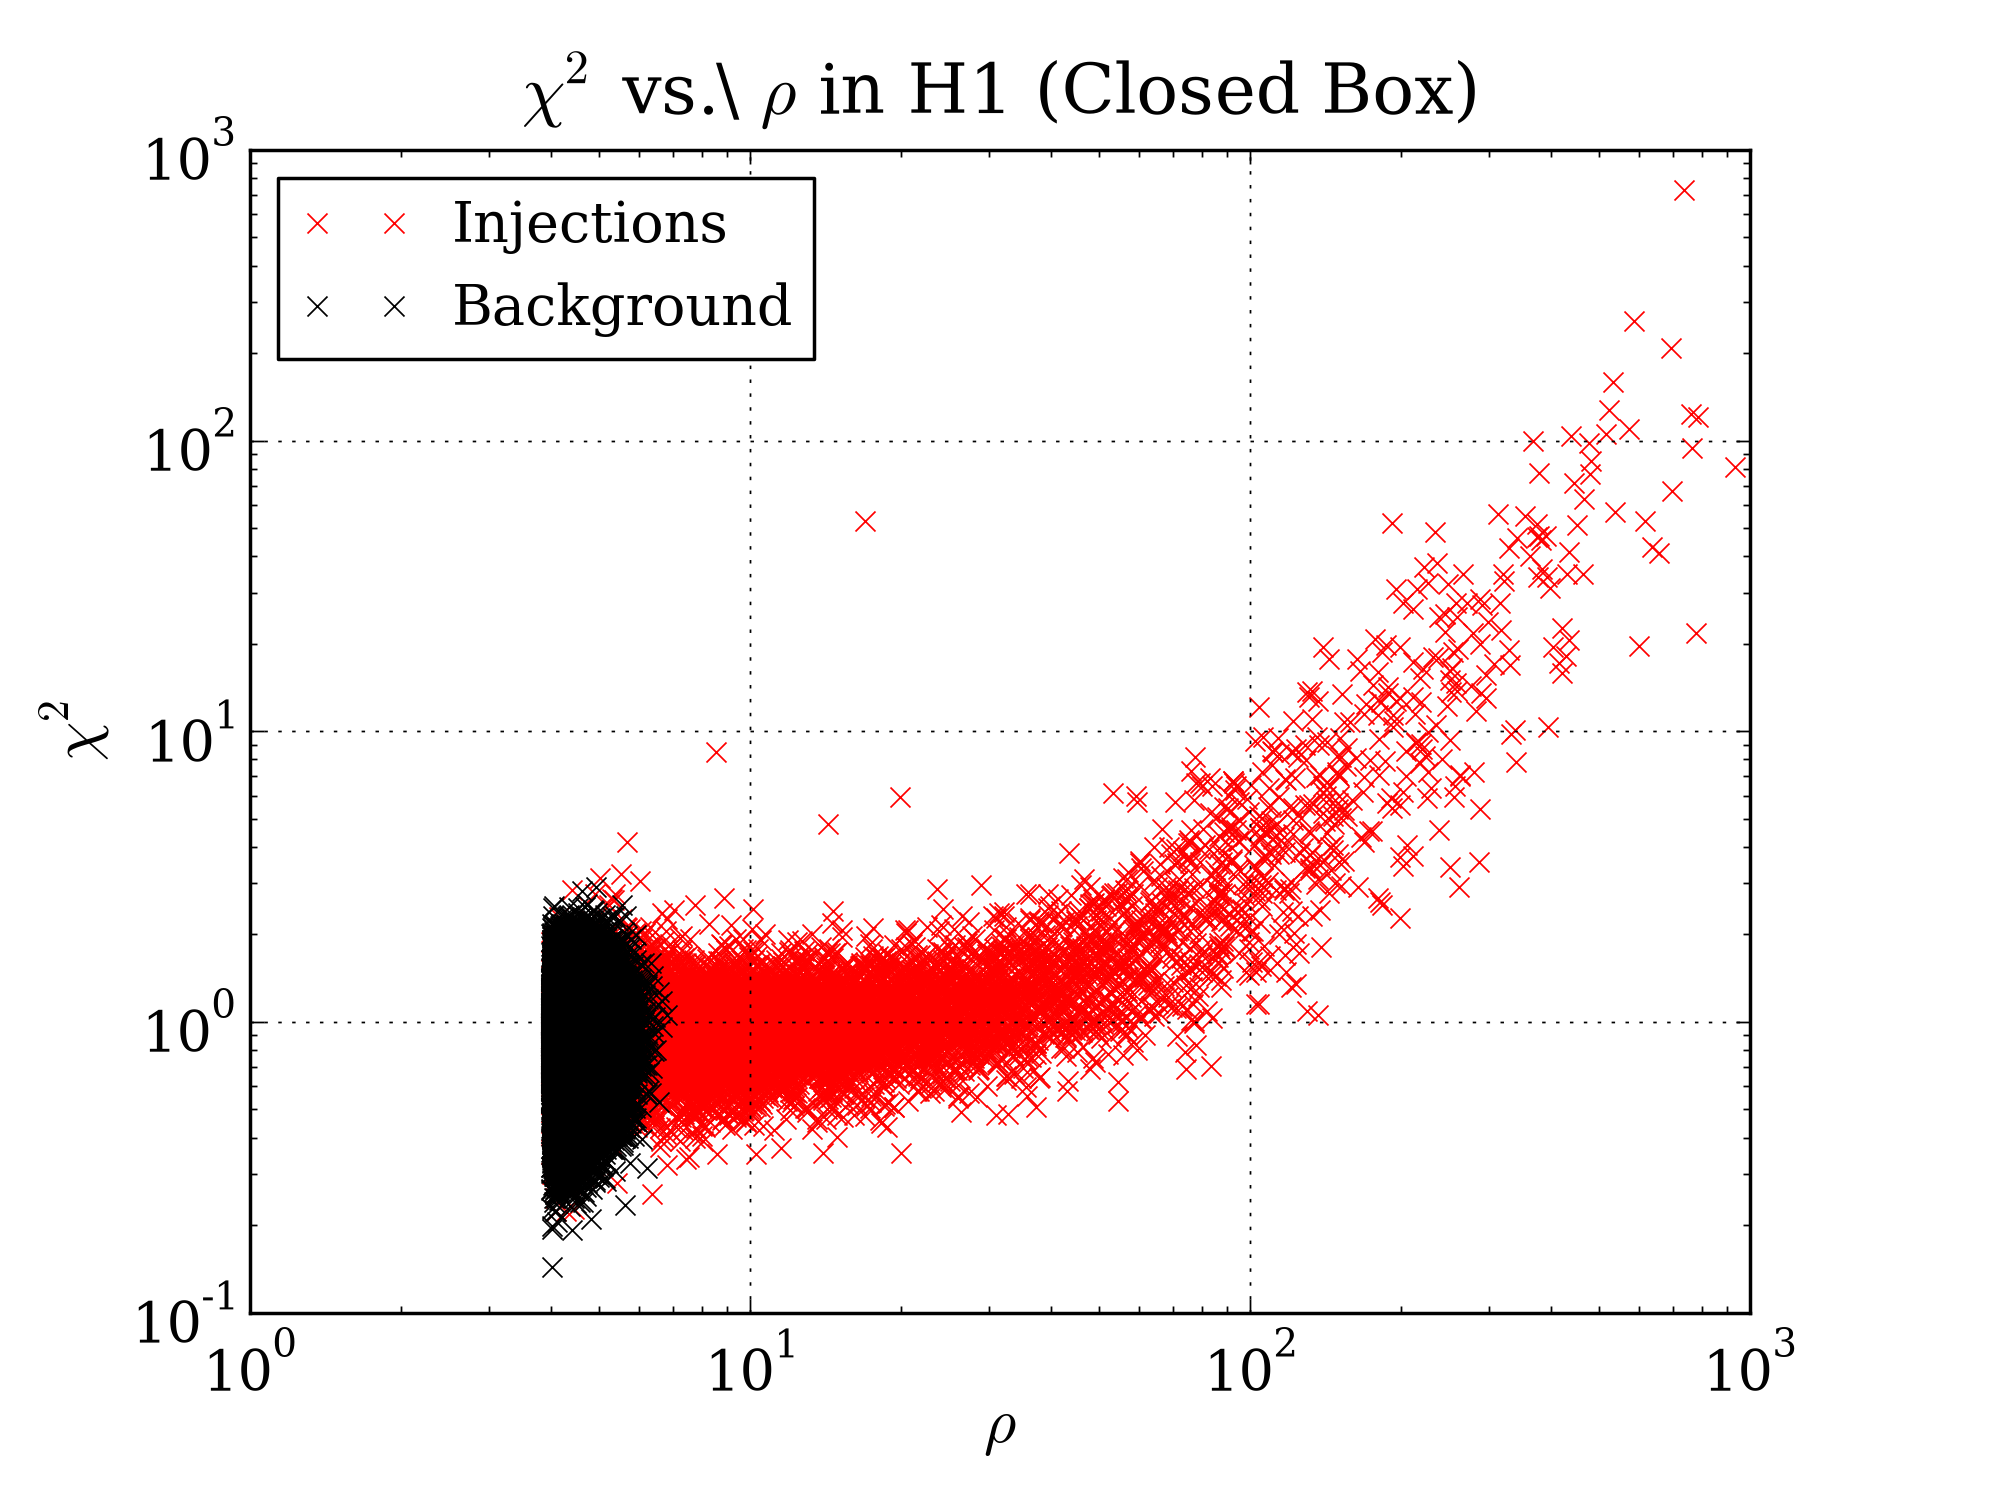 χ² vs.\ ρ in H1 (Closed Box)
10³
Injections
Background
10²
10¹
10⁰
10⁻¹
χ²
10⁰ 10¹ 10² 10³
ρ